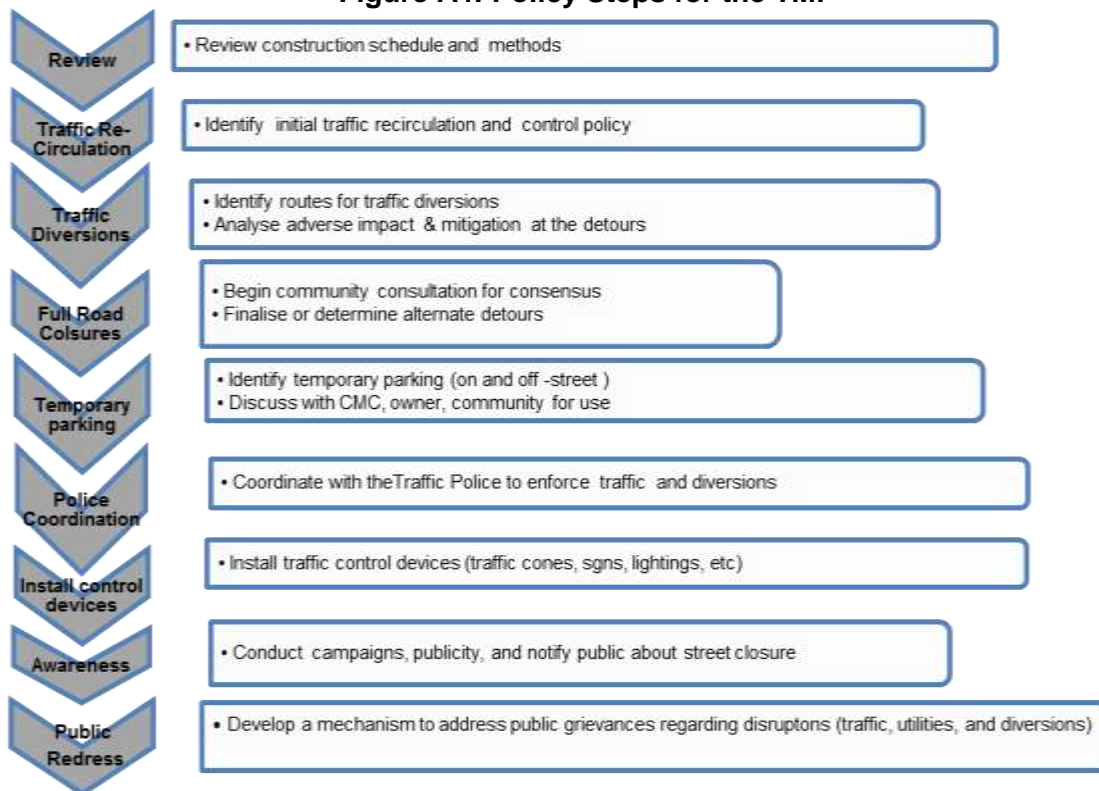 Figure A1: Policy Steps for the TMP
Review
• Review construction schedule and methods
Traffic Re-
Circulation
• Identify initial traffic recirculation and control policy
Traffic
Diversions
• Identify routes for traffic diversions
• Analyse adverse impact & mitigation at the detours
Full Road
Colsures
• Begin community consultation for consensus
• Finalise or determine alternate detours
Temporary
parking
• Identify temporary parking (on and off -street )
• Discuss with CMC, owner, community for use
Police
Coordination
• Coordinate with theTraffic Police to enforce traffic and diversions
Install control
devices
• Install traffic control devices (traffic cones, sgns, lightings, etc)
Awareness
• Conduct campaigns, publicity, and notify public about street closure
Public
Redress
• Develop a mechanism to address public grievances regarding disruptons (traffic, utilities, and diversions)